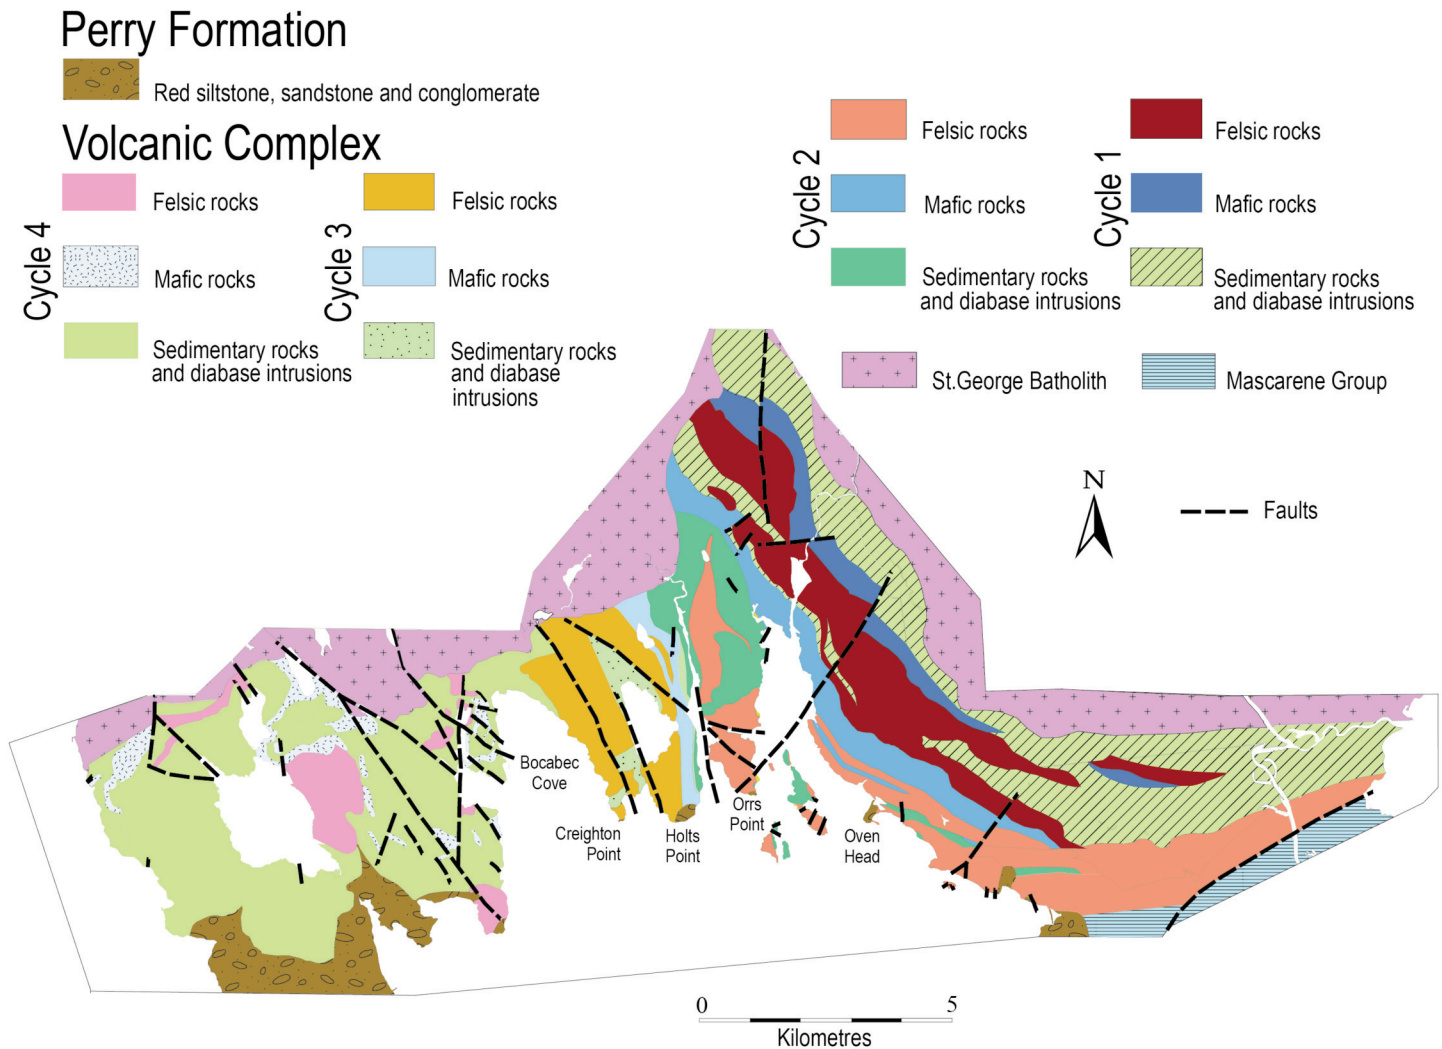 Perry Formation
Red siltstone, sandstone and conglomerate
Volcanic Complex
Cycle 4
Felsic rocks
Mafic rocks
Sedimentary rocks
and diabase intrusions
Cycle 3
Felsic rocks
Mafic rocks
Sedimentary rocks
and diabase
intrusions
Cycle 2
Felsic rocks
Mafic rocks
Sedimentary rocks
and diabase intrusions
Cycle 1
Felsic rocks
Mafic rocks
Sedimentary rocks
and diabase intrusions
St.George Batholith
Mascarene Group
N
Faults
Bocabec
Cove
Creighton
Point
Holts
Point
Orrs
Point
Oven
Head
0 5
Kilometres